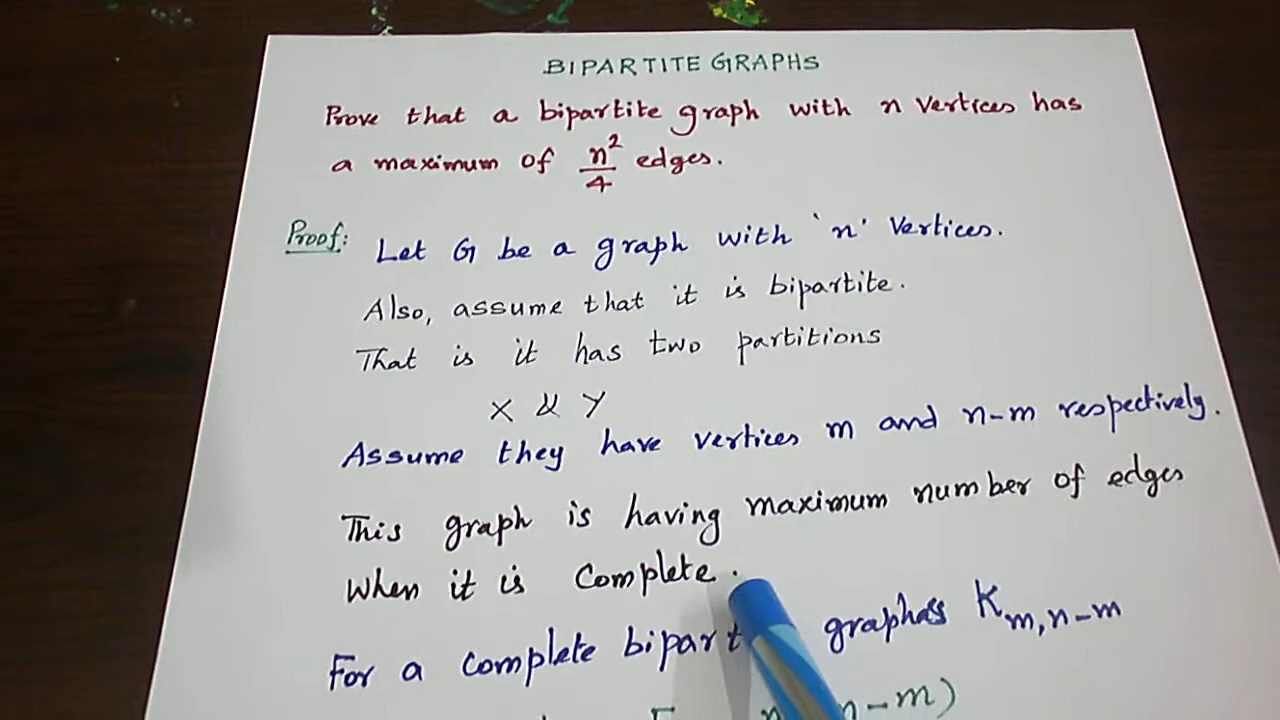 BIPARTITE GRAPHS
Prove that a bipartite graph with n vertices has
a maximum of n²/4 edges.
Proof: Let G be a graph with 'n' vertices.
Also, assume that it is bipartite.
That is it has two partitions
X & Y
Assume they have vertices m and n-m respectively.
This graph is having maximum number of edges
When it is Complete.
For a complete graph K m,n-m
n-m)